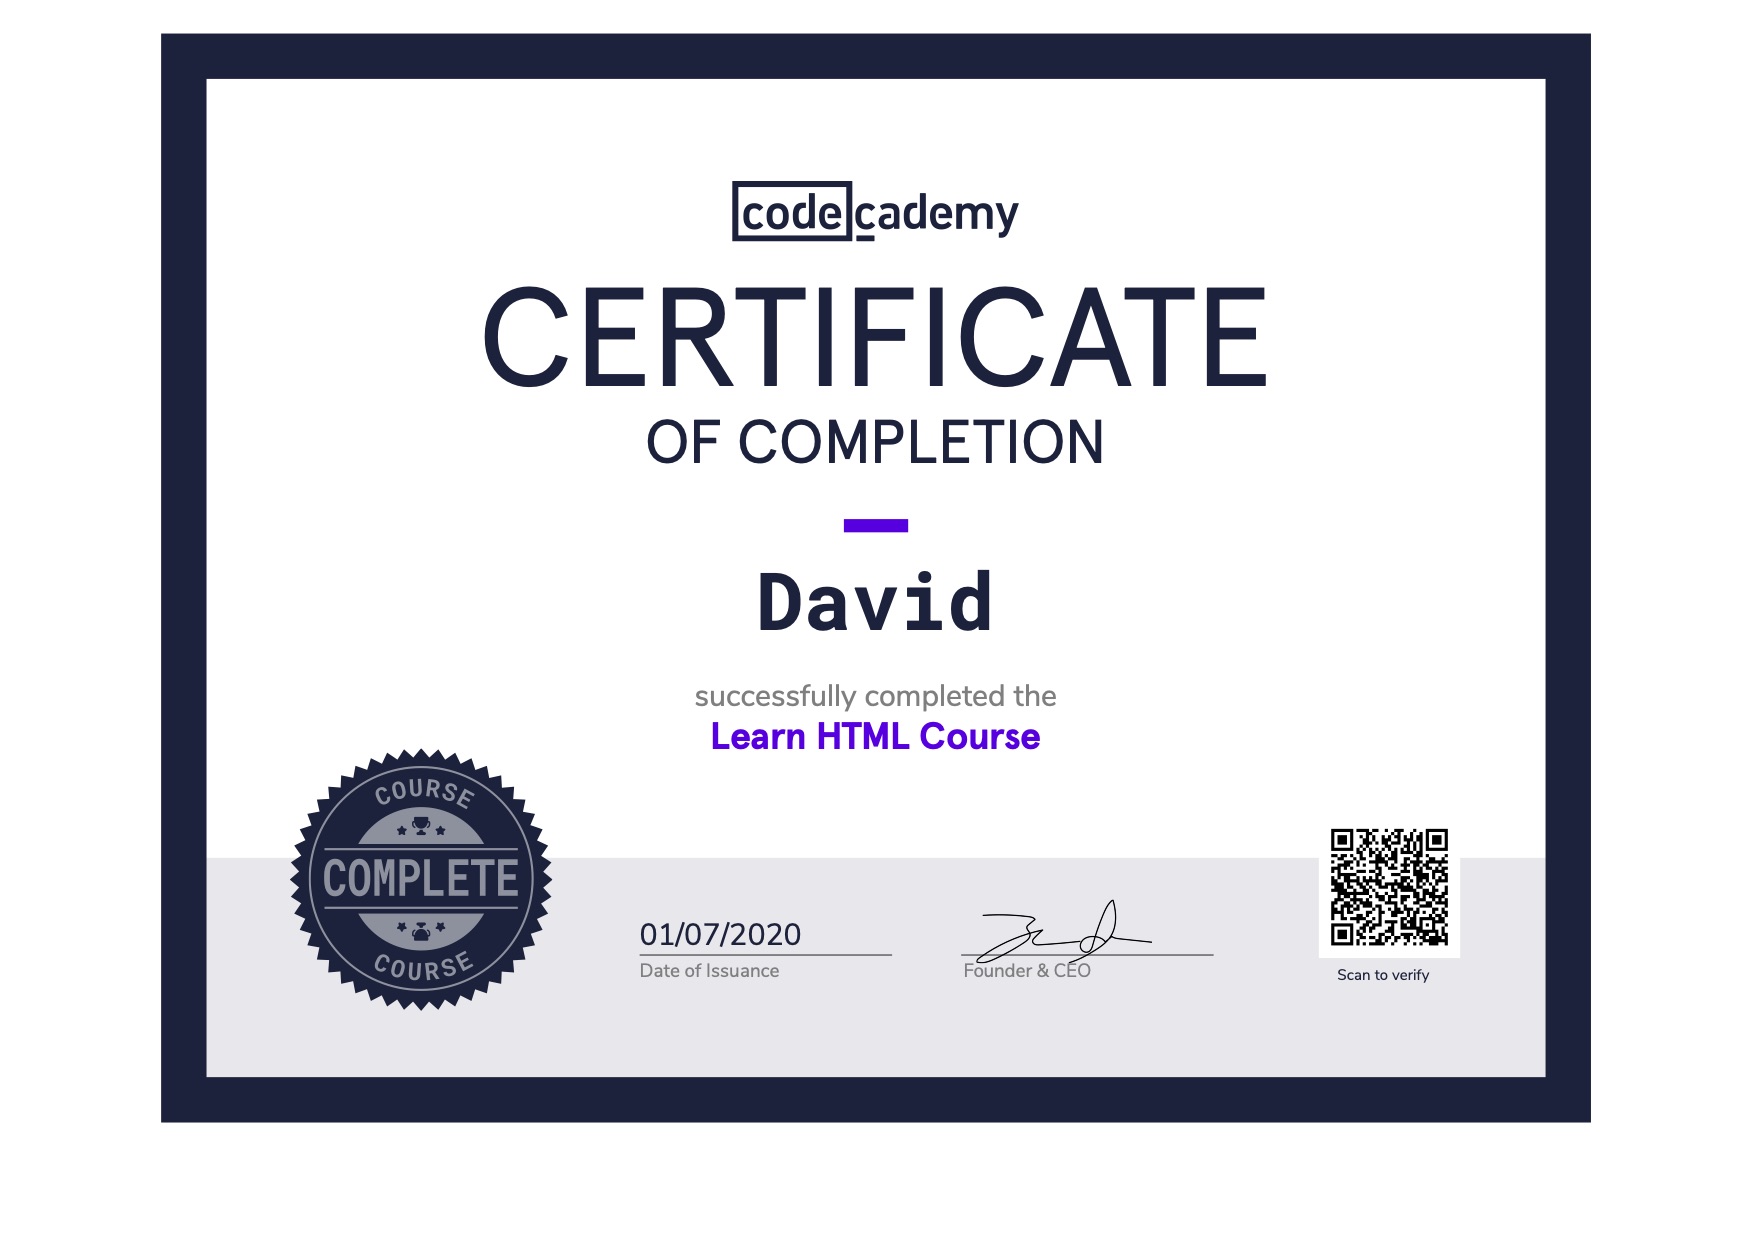 codecademy
CERTIFICATE
OF COMPLETION
David
successfully completed the
Learn HTML Course
COURSE
COMPLETE
COURSE
01/07/2020
Date of Issuance
Founder & CEO
Scan to verify